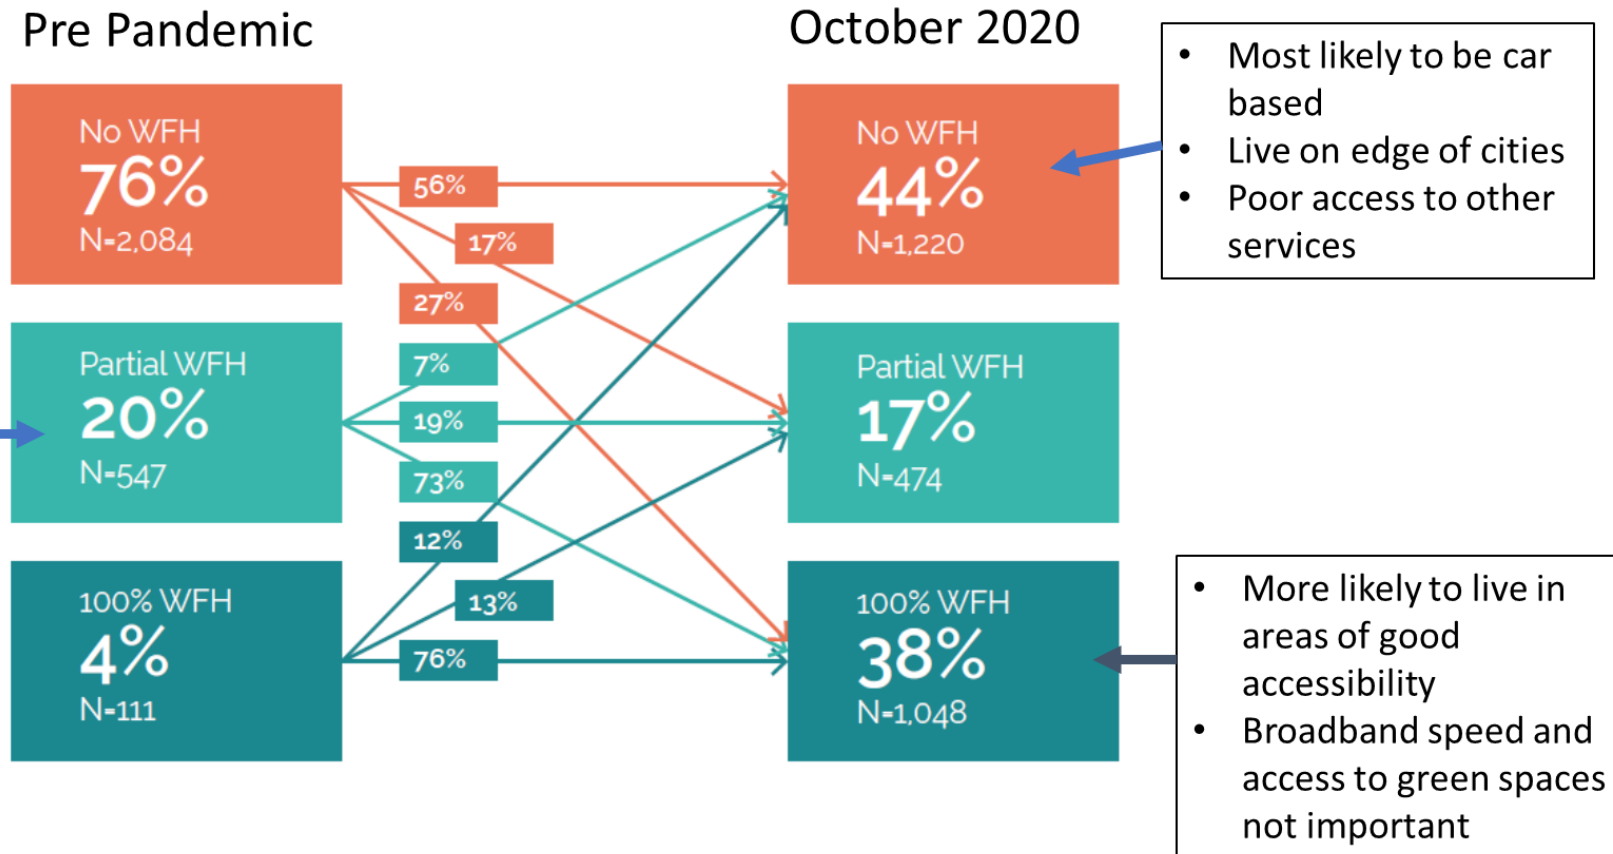 Pre Pandemic
October 2020
No WFH
76%
N=2,084
Partial WFH
20%
N=547
100% WFH
4%
N=111
56%
17%
27%
7%
19%
73%
12%
13%
76%
No WFH
44%
N=1,220
Partial WFH
17%
N=474
100% WFH
38%
N=1,048
• Most likely to be car
based
• Live on edge of cities
• Poor access to other
services
• More likely to live in
areas of good
accessibility
• Broadband speed and
access to green spaces
not important